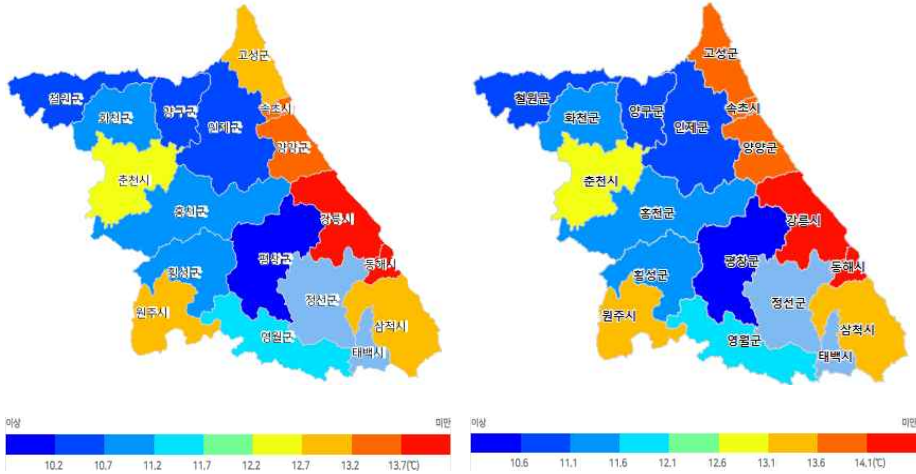 고성군
철원군
화천군
양구군
인제군
속초시
양양군
춘천시
홍천군
강릉시
횡성군
평창군
동해시
정선군
원주시
삼척시
영월군
태백시
이상
미만
10.2 10.7 11.2 11.7 12.2 12.7 13.2 13.7(℃)
고성군
철원군
화천군
양구군
인제군
속초시
양양군
춘천시
홍천군
강릉시
횡성군
평창군
동해시
정선군
원주시
삼척시
영월군
태백시
이상
미만
10.6 11.1 11.6 12.1 12.6 13.1 13.6 14.1(℃)